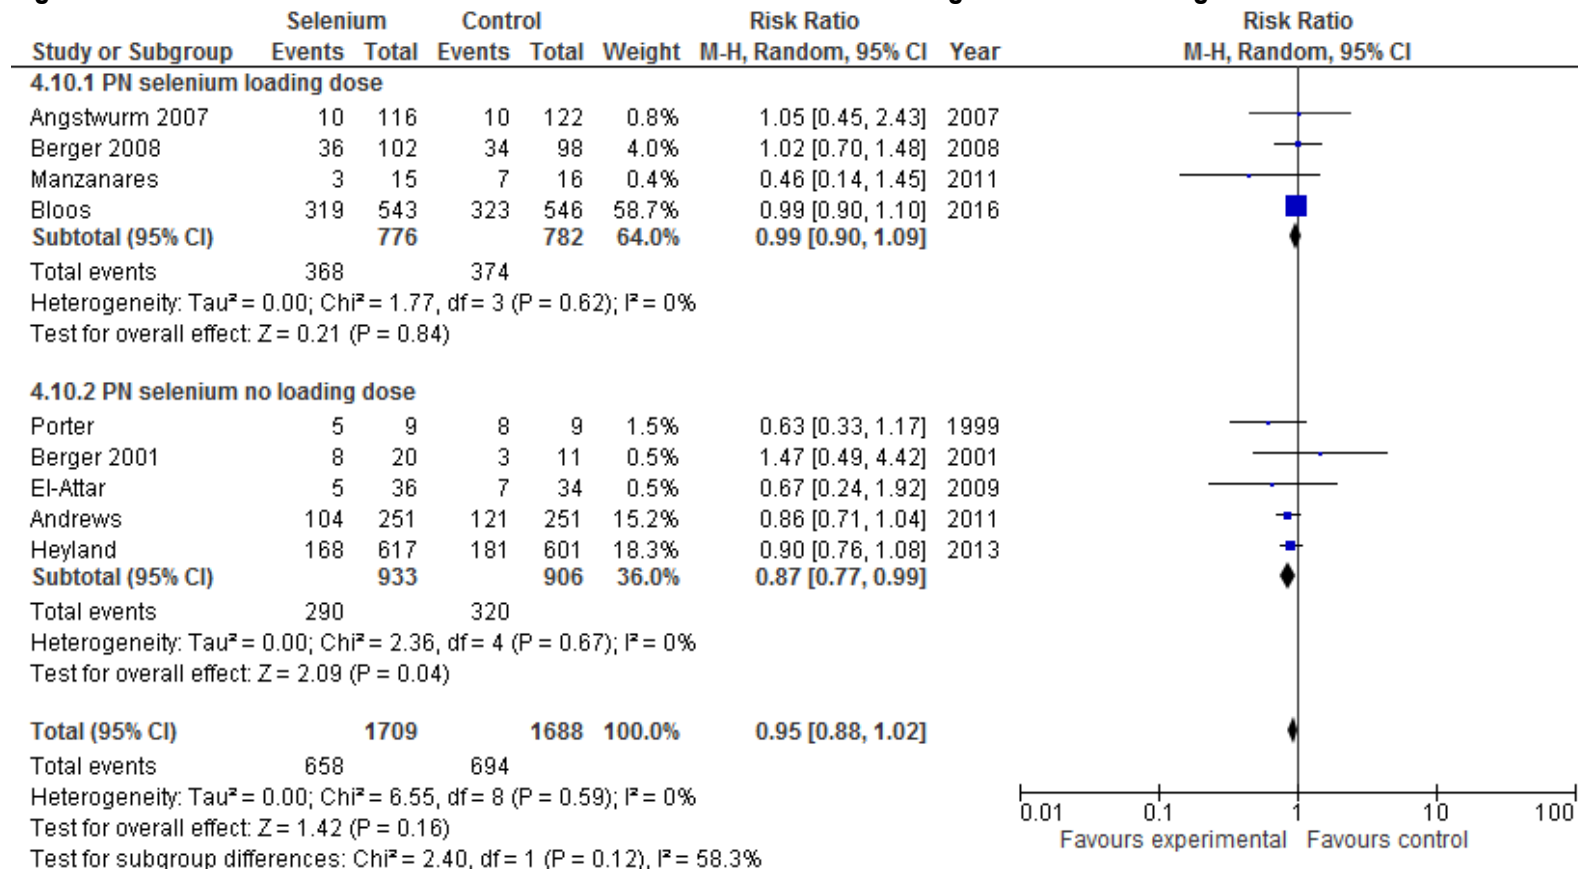 Selenium Control Risk Ratio Risk Ratio
Study or Subgroup Events Total Events Total Weight M-H, Random, 95% CI Year M-H, Random, 95% CI
4.10.1 PN selenium loading dose
Angstwurm 2007 10 116 10 122 0.8% 1.05 [0.45, 2.43] 2007
Berger 2008 36 102 34 98 4.0% 1.02 [0.70, 1.48] 2008
Manzanares 3 15 7 16 0.4% 0.46 [0.14, 1.45] 2011
Bloos 319 543 323 546 58.7% 0.99 [0.90, 1.10] 2016
Subtotal (95% CI) 776 782 64.0% 0.99 [0.90, 1.09]
Total events 368 374
Heterogeneity: Tau² = 0.00; Chi² = 1.77, df = 3 (P = 0.62); I² = 0%
Test for overall effect: Z = 0.21 (P = 0.84)
4.10.2 PN selenium no loading dose
Porter 5 9 8 9 1.5% 0.63 [0.33, 1.17] 1999
Berger 2001 8 20 3 11 0.5% 1.47 [0.49, 4.42] 2001
El-Attar 5 36 7 34 0.5% 0.67 [0.24, 1.92] 2009
Andrews 104 251 121 251 15.2% 0.86 [0.71, 1.04] 2011
Heyland 168 617 181 601 18.3% 0.90 [0.76, 1.08] 2013
Subtotal (95% CI) 933 906 36.0% 0.87 [0.77, 0.99]
Total events 290 320
Heterogeneity: Tau² = 0.00; Chi² = 2.36, df = 4 (P = 0.67); I² = 0%
Test for overall effect: Z = 2.09 (P = 0.04)
Total (95% CI) 1709 1688 100.0% 0.95 [0.88, 1.02]
Total events 658 694
Heterogeneity: Tau² = 0.00; Chi² = 6.55, df = 8 (P = 0.59); I² = 0%
Test for overall effect: Z = 1.42 (P = 0.16)
Test for subgroup differences: Chi² = 2.40, df = 1 (P = 0.12), I² = 58.3%
0.01 0.1 1 10 100
Favours experimental Favours control